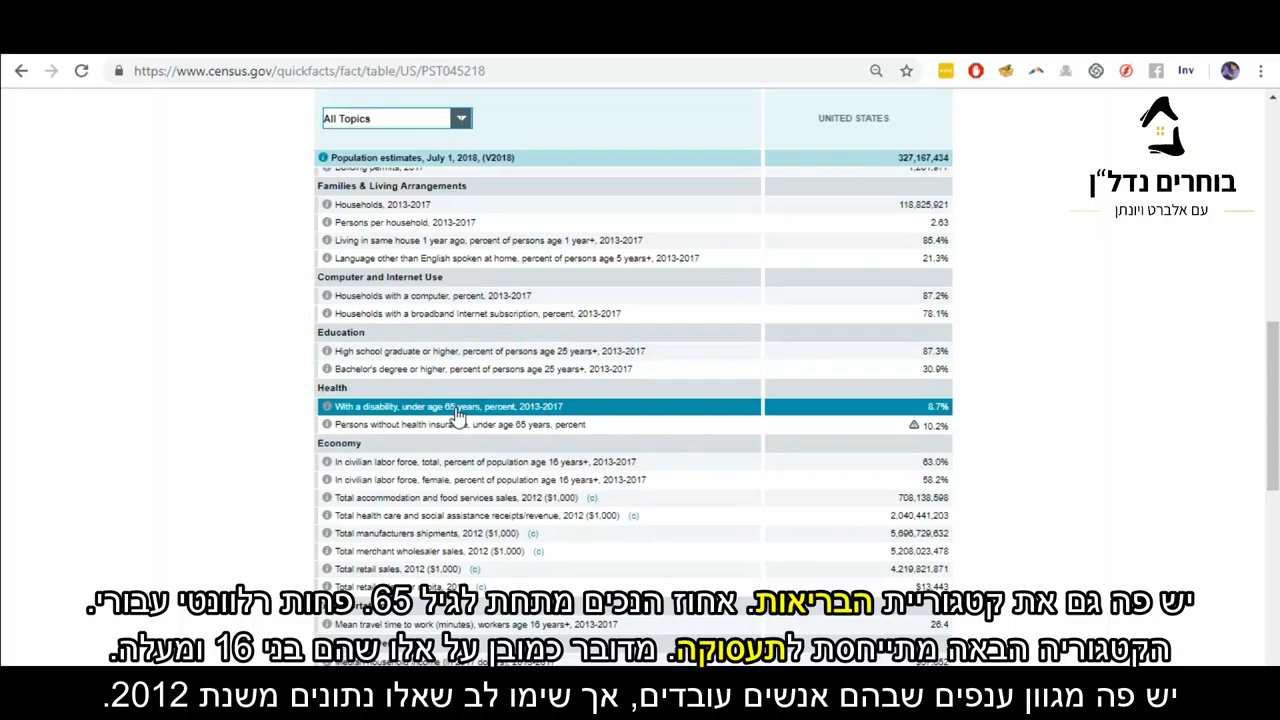 https://www.census.gov/quickfacts/fact/table/US/PST045218
Inv
בוחרים נדל"ן
עם אלברט ויונתן
All Topics
UNITED STATES
Population estimates, July 1, 2018, (V2018) 327,167,434
Building permits, 2017
Families & Living Arrangements
Households, 2013-2017 118,825,921
Persons per household, 2013-2017 2.63
Living in same house 1 year ago, percent of persons age 1 year+, 2013-2017 85.4%
Language other than English spoken at home, percent of persons age 5 years+, 2013-2017 21.3%
Computer and Internet Use
Households with a computer, percent, 2013-2017 87.2%
Households with a broadband Internet subscription, percent, 2013-2017 78.1%
Education
High school graduate or higher, percent of persons age 25 years+, 2013-2017 87.3%
Bachelor's degree or higher, percent of persons age 25 years+, 2013-2017 30.9%
Health
With a disability, under age 65 years, percent, 2013-2017 8.7%
Persons without health insurance, under age 65 years, percent 10.2%
Economy
In civilian labor force, total, percent of population age 16 years+, 2013-2017 63.0%
In civilian labor force, female, percent of population age 16 years+, 2013-2017 58.2%
Total accommodation and food services sales, 2012 ($1,000) (c) 708,138,598
Total health care and social assistance receipts/revenue, 2012 ($1,000) (c) 2,040,441,203
Total manufacturers shipments, 2012 ($1,000) (c) 5,696,729,632
Total merchant wholesaler sales, 2012 ($1,000) (c) 5,208,023,478
Total retail sales, 2012 ($1,000) (c) 4,219,821,871
Total retail (c) $13,443
Mean travel time to work (minutes), workers age 16 years+, 2013-2017 26.4
יש פה גם את קטגוריית הבריאות. אחוז הנכים מתחת לגיל 65, פחות רלוונטי עבורי.
הקטגוריה הבאה מתייחסת לתעסוקה. מדובר כמובן על אלו שהם בני 16 ומעלה.
יש פה מגוון ענפים שבהם אנשים עובדים, אך שימו לב שאלו נתונים משנת 2012.